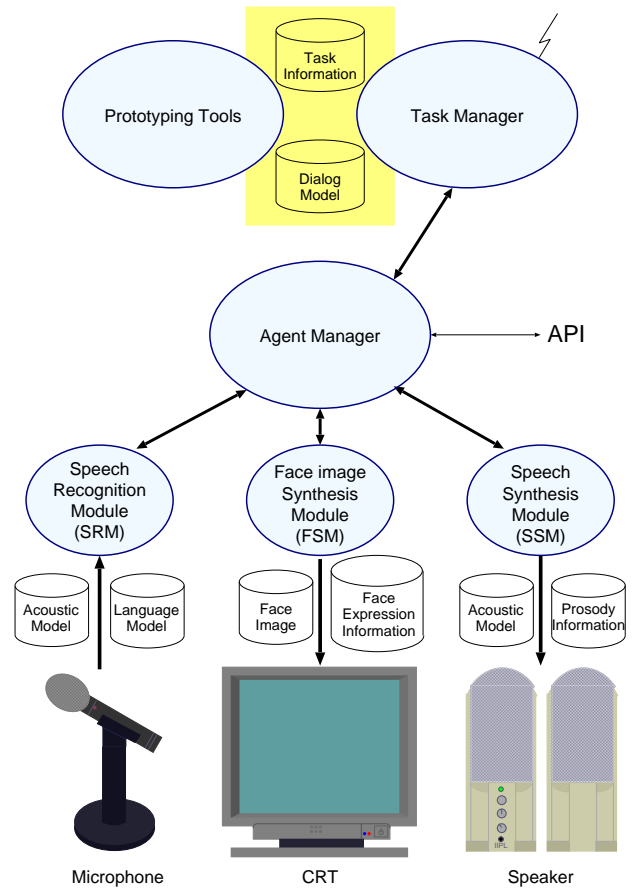 Task
Information
Prototyping Tools
Task Manager
Dialog
Model
Agent Manager
API
Speech
Recognition
Module
(SRM)
Face image
Synthesis
Module
(FSM)
Speech
Synthesis
Module
(SSM)
Acoustic
Model
Language
Model
Face
Image
Face
Expression
Information
Acoustic
Model
Prosody
Information
IIPL
Microphone
CRT
Speaker